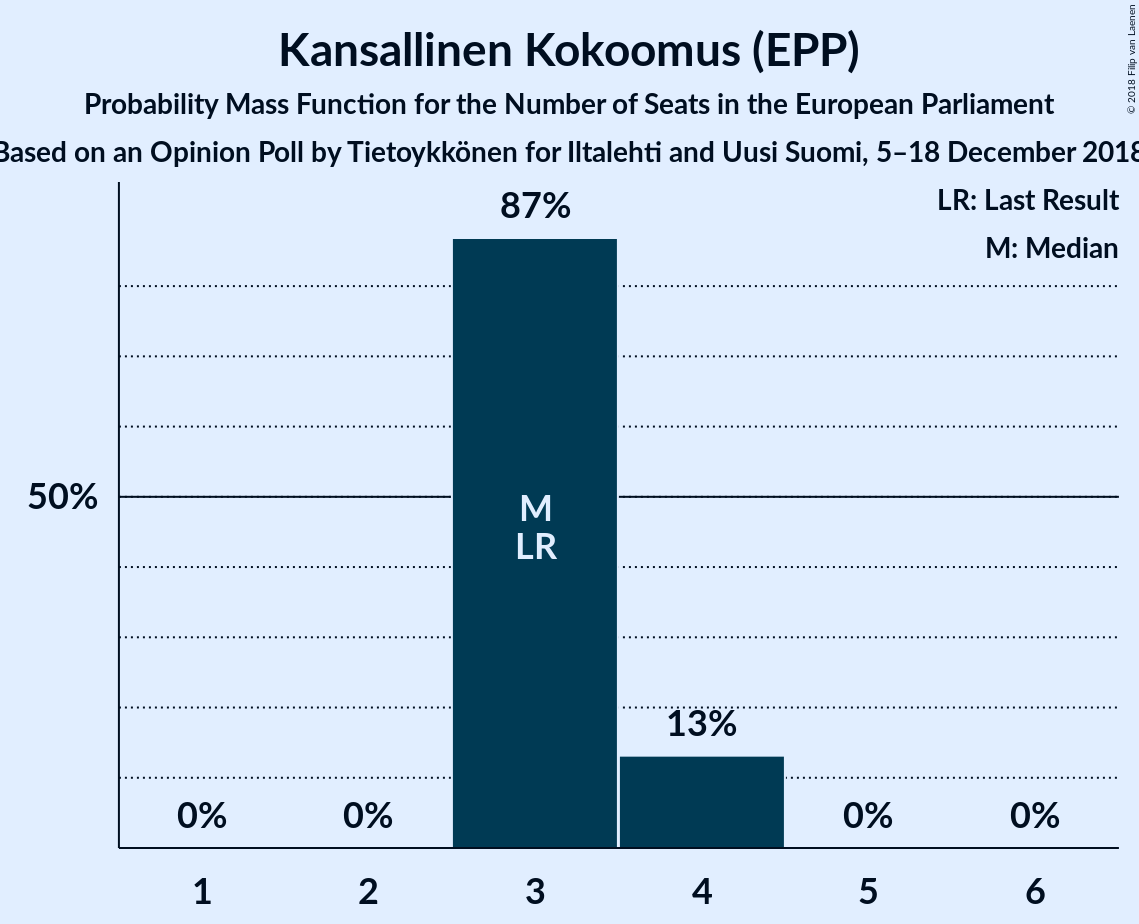 Kansallinen Kokoomus (EPP)
Probability Mass Function for the Number of Seats in the European Parliament
Based on an Opinion Poll by Tietoykkönen for Iltalehti and Uusi Suomi, 5–18 December 2018
© 2018 Filip van Laenen
LR: Last Result
M: Median
87%
50%
M
LR
13%
0%
0%
0%
0%
1
2
3
4
5
6